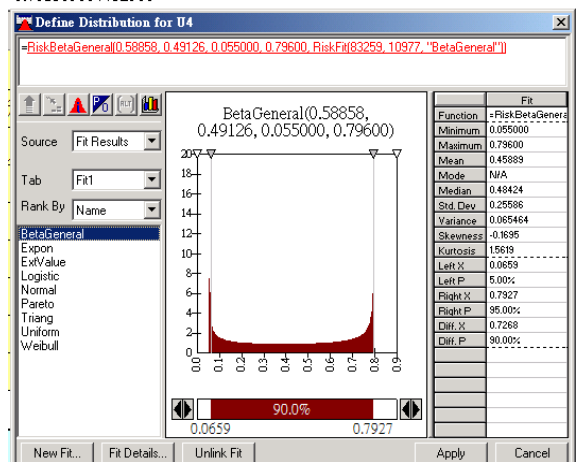 Define Distribution for U4
=RiskBetaGeneral(0.58858, 0.49126, 0.055000, 0.79600, RiskFit(83259, 10977, "BetaGeneral"))
Source
Fit Results
Tab
Fit1
Rank By
Name
BetaGeneral
Expon
ExtValue
Logistic
Normal
Pareto
Triang
Uniform
Weibull
BetaGeneral(0.58858,
0.49126, 0.055000, 0.79600)
20
18
16
14
12
10
8
6
4
2
0
0.0
0.1
0.2
0.3
0.4
0.5
0.6
0.7
0.8
0.9
90.0%
0.0659
0.7927
Fit
Function =RiskBetaGenera
Minimum 0.055000
Maximum 0.79600
Mean 0.45889
Mode N/A
Median 0.48424
Std. Dev 0.25586
Variance 0.065464
Skewness -0.1695
Kurtosis 1.5619
Left X 0.0659
Left P 5.00%
Right X 0.7927
Right P 95.00%
Diff. X 0.7268
Diff. P 90.00%
New Fit...
Fit Details...
Unlink Fit
Apply
Cancel